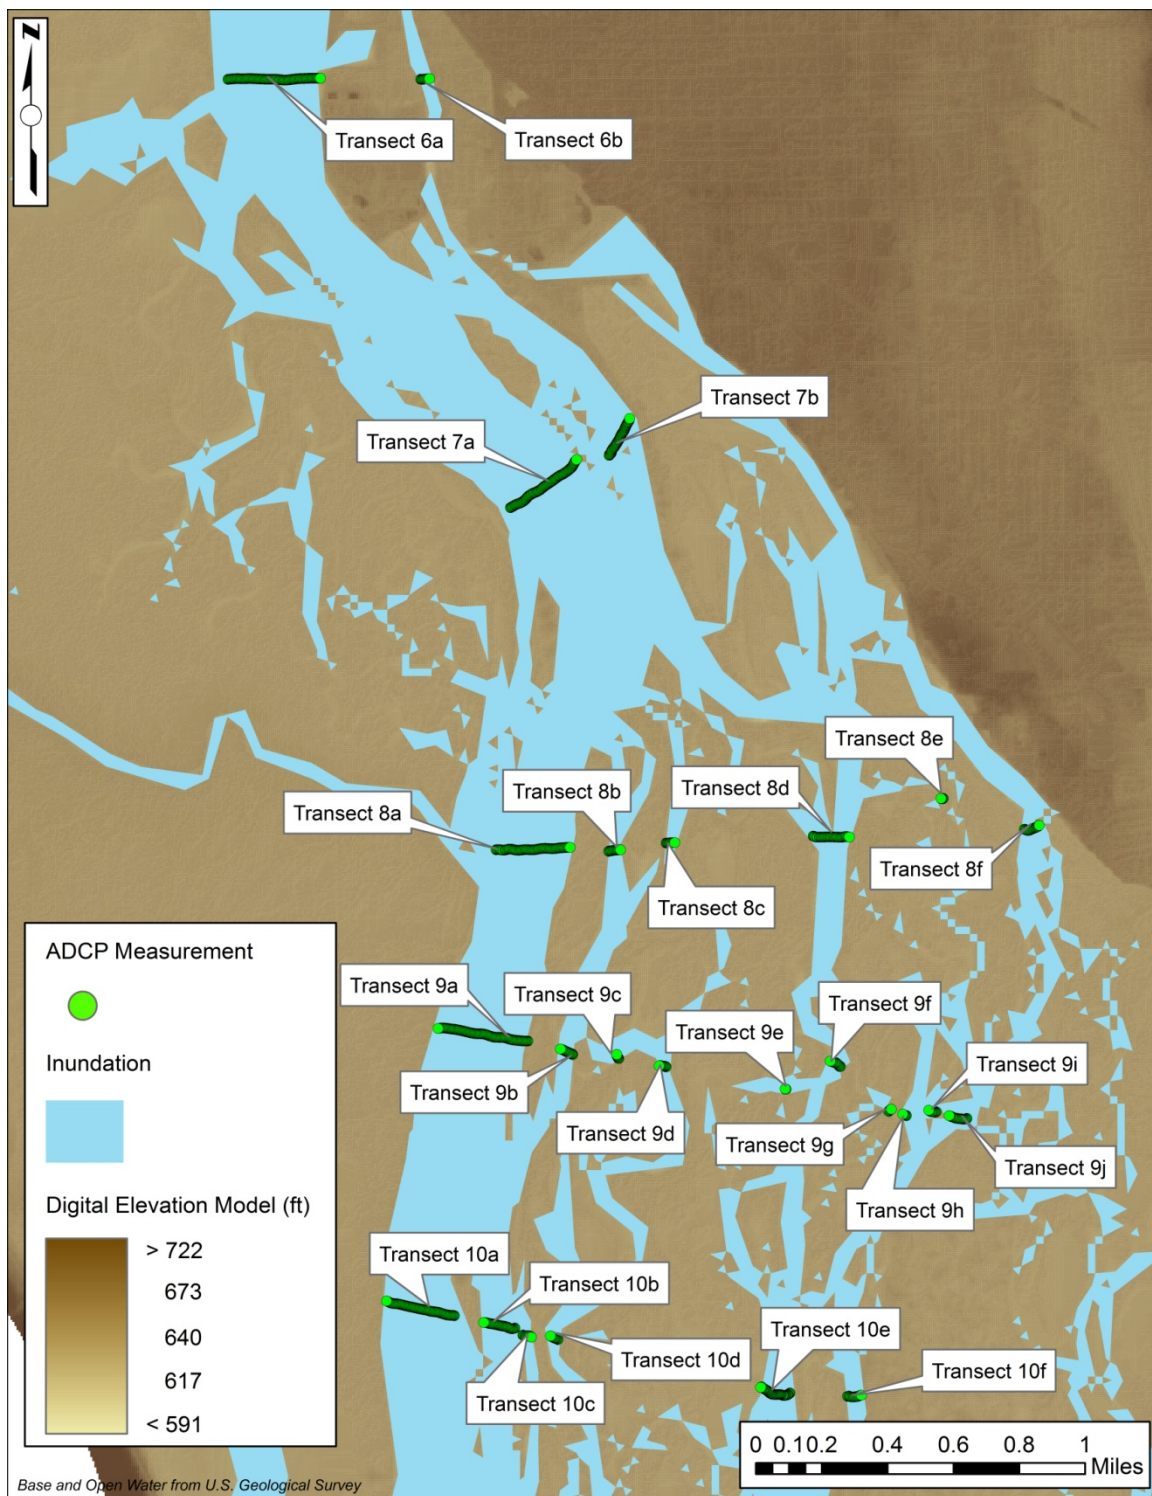 N
Transect 6a
Transect 6b
Transect 7b
Transect 7a
Transect 8e
Transect 8b
Transect 8d
Transect 8a
Transect 8f
Transect 8c
ADCP Measurement
Transect 9a
Transect 9c
Transect 9f
Transect 9e
Inundation
Transect 9i
Transect 9b
Transect 9d
Transect 9g
Transect 9j
Transect 9h
Digital Elevation Model (ft)
> 722
673
640
617
< 591
Transect 10a
Transect 10b
Transect 10e
Transect 10d
Transect 10f
Transect 10c
0 0.1 0.2 0.4 0.6 0.8 1
Miles
Base and Open Water from U.S. Geological Survey